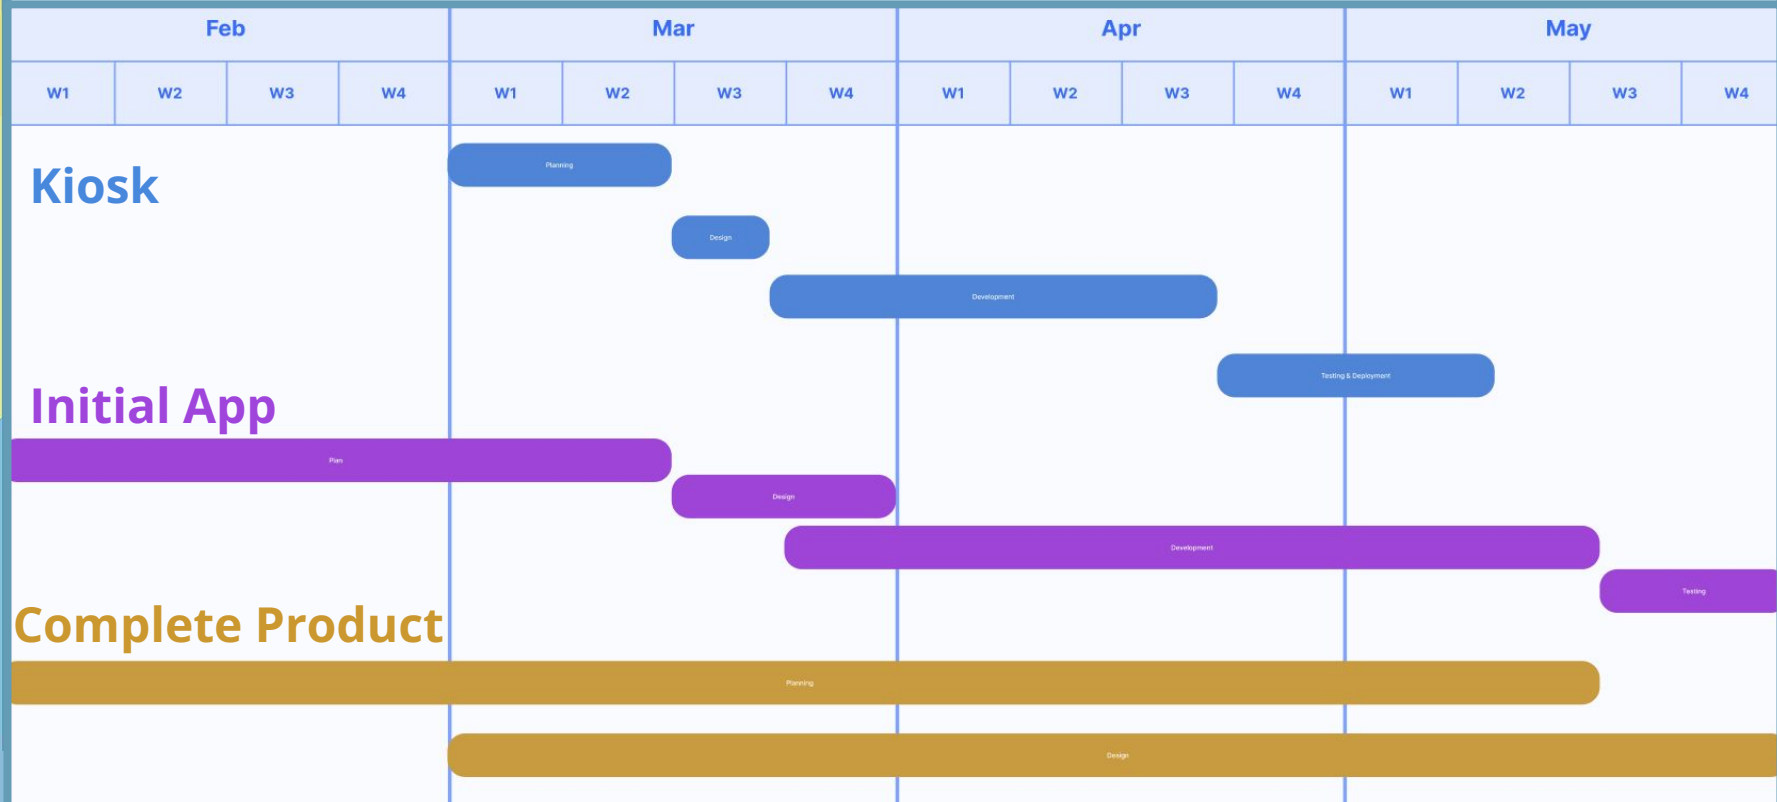 Feb Mar Apr May
W1 W2 W3 W4 W1 W2 W3 W4 W1 W2 W3 W4 W1 W2 W3 W4
Planning
Kiosk
Design
Development
Testing & Deployment
Initial App
Plan
Design
Development
Testing
Complete Product
Planning
Design